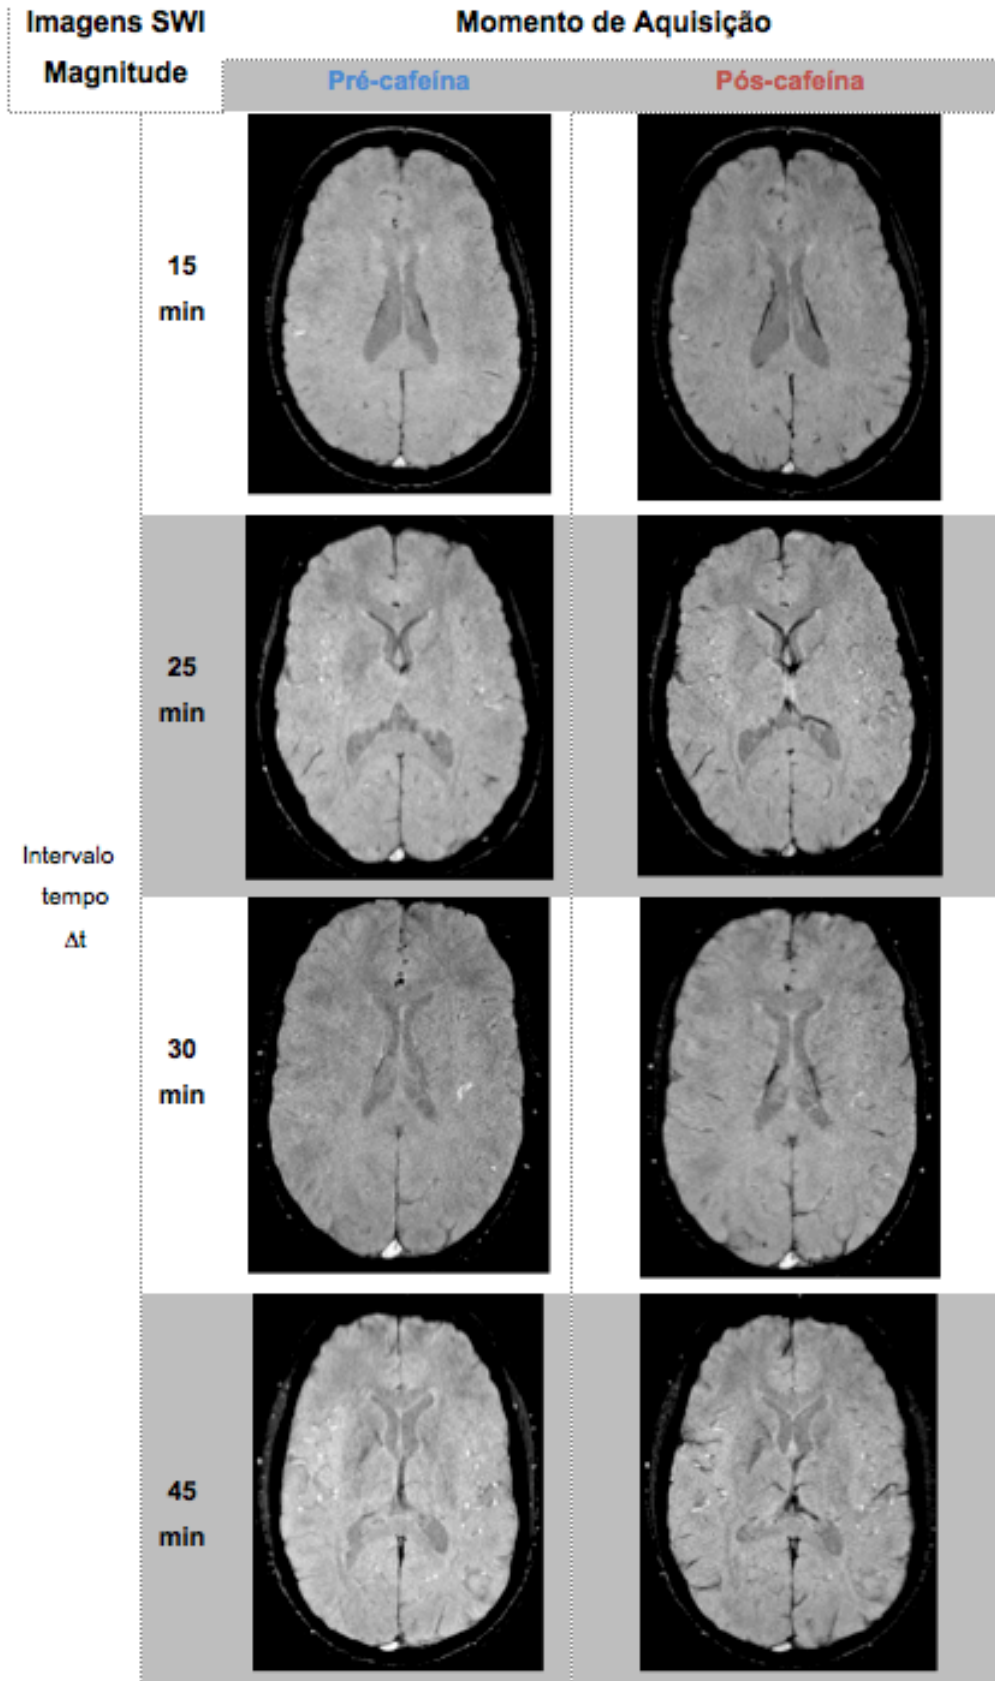 Imagens SWI
Magnitude
Momento de Aquisição
Pré-cafeína
Pós-cafeína
15
min
25
min
Intervalo
tempo
Δt
30
min
45
min